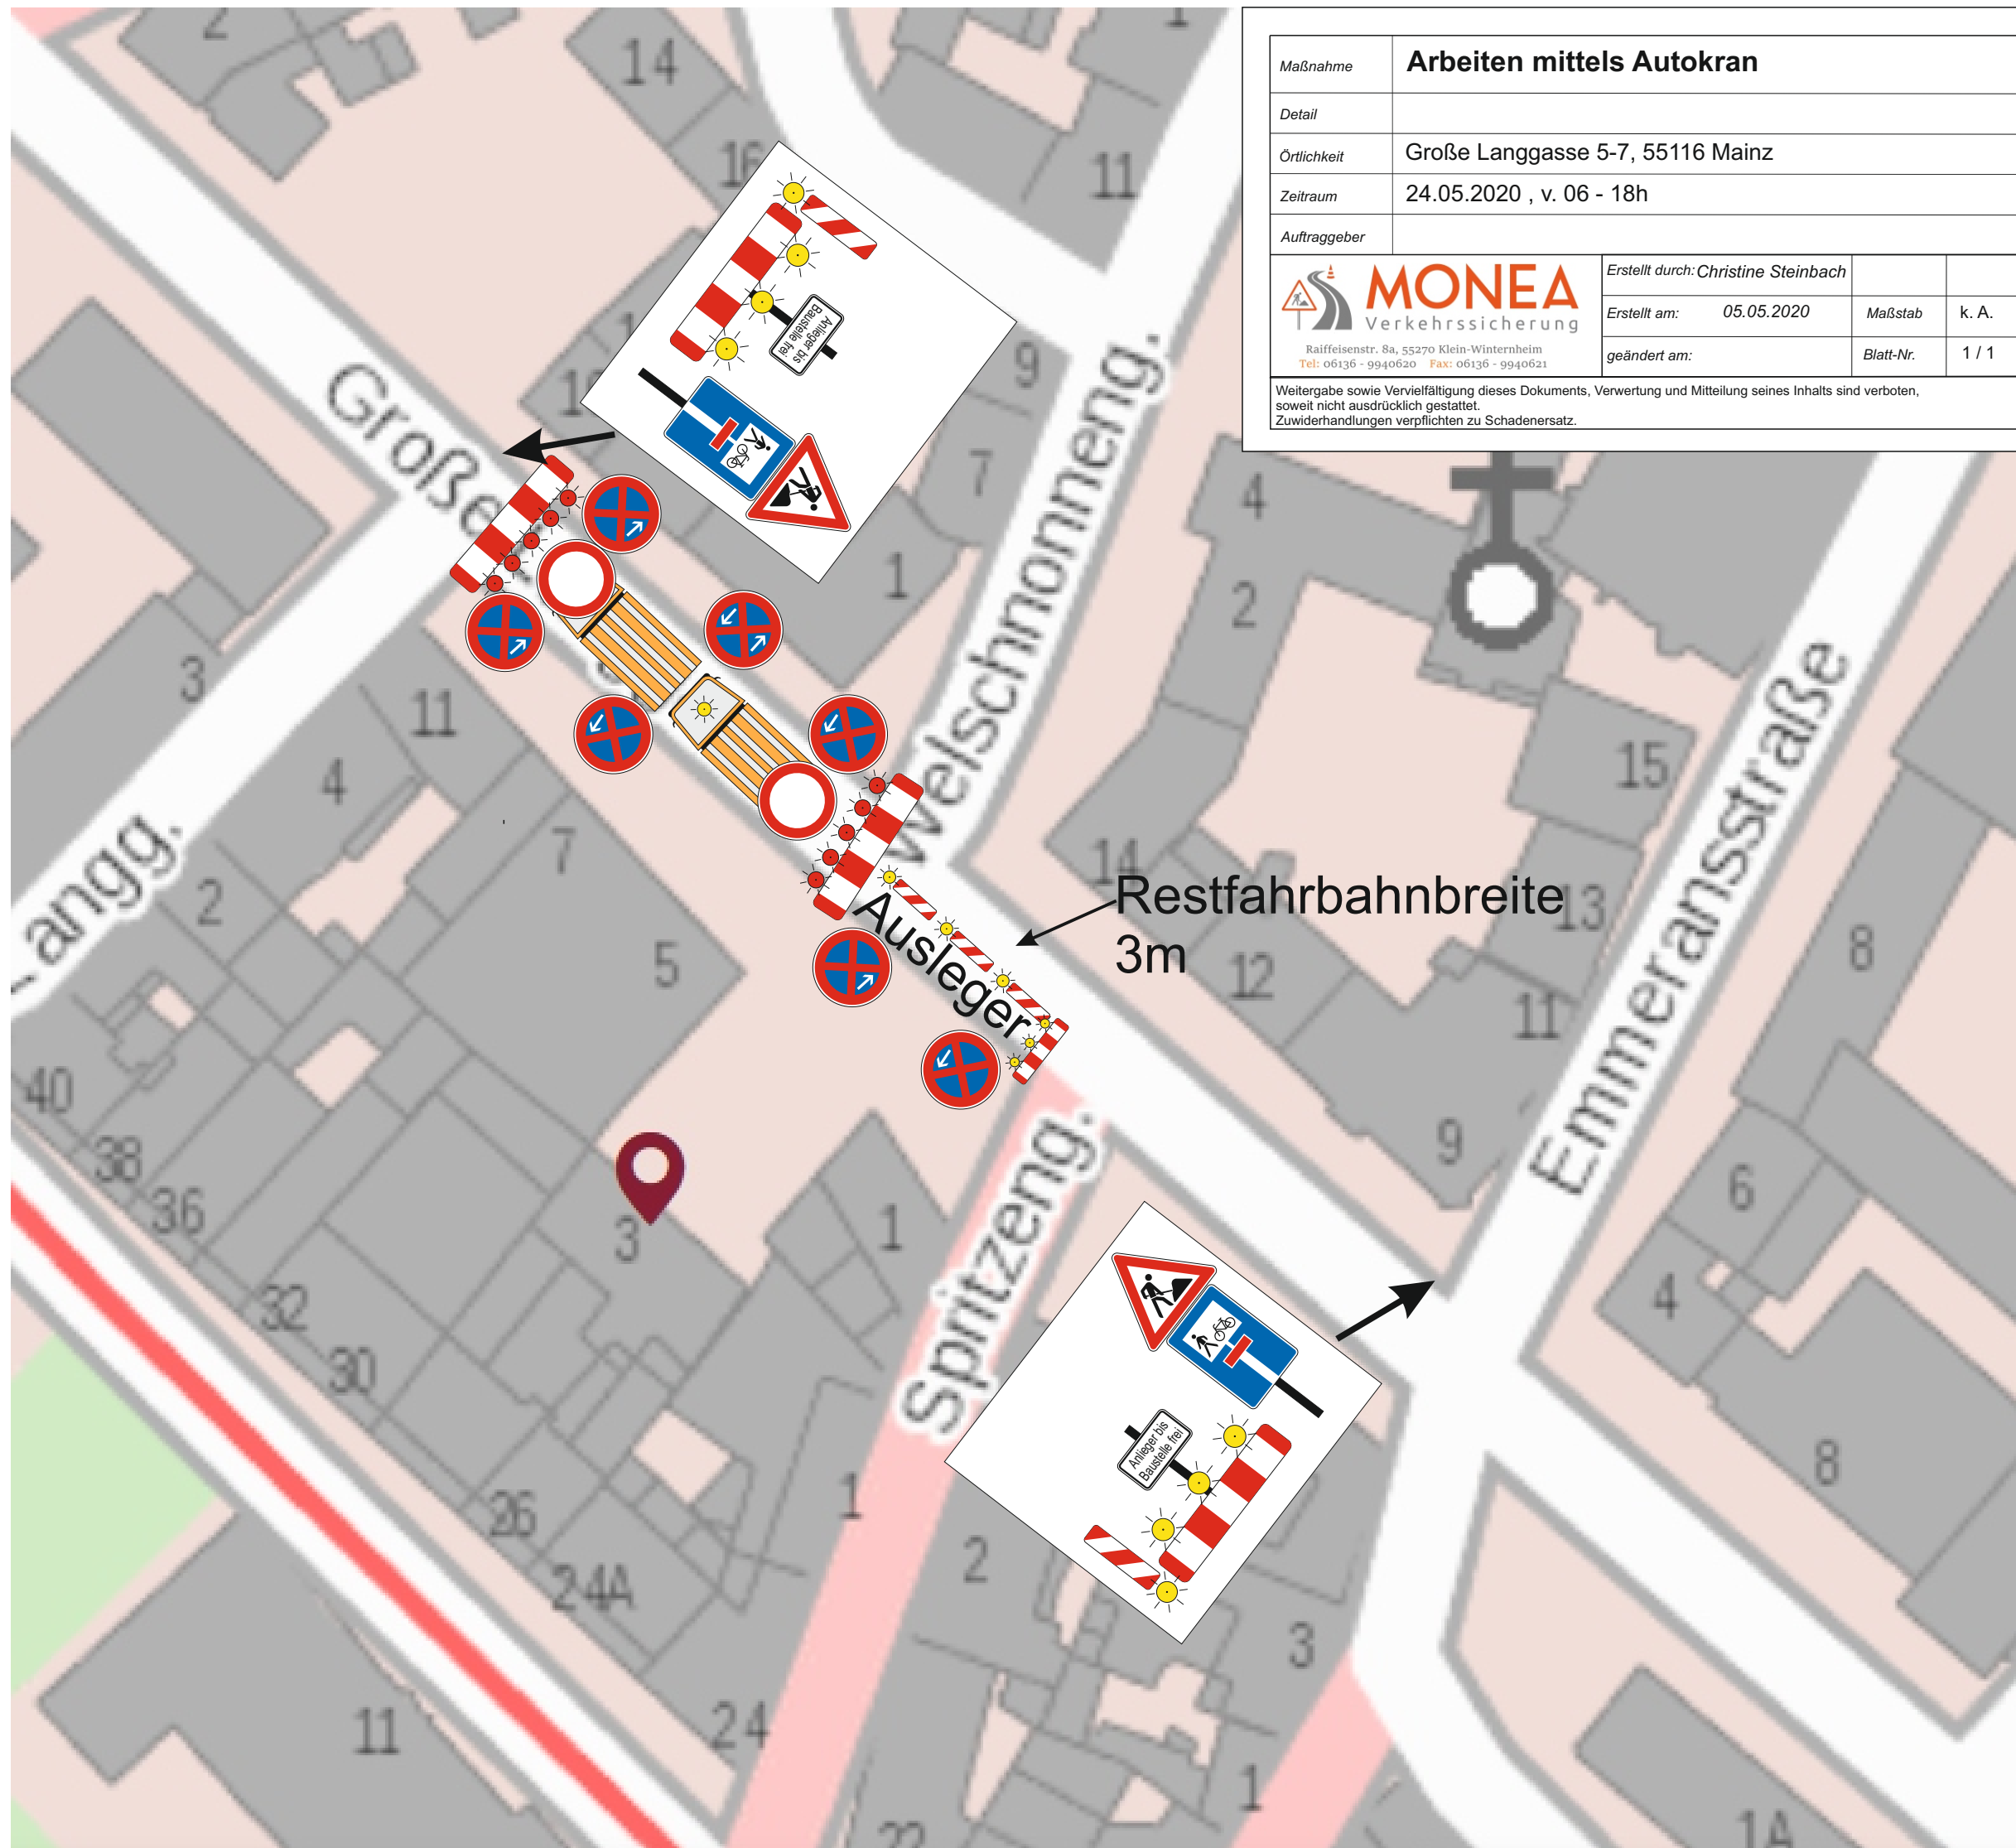 Maßnahme
Arbeiten mittels Autokran
Detail
Örtlichkeit
Große Langgasse 5-7, 55116 Mainz
Zeitraum
24.05.2020 , v. 06 - 18h
Auftraggeber
MONEA
Verkehrssicherung
Raiffeisenstr. 8a, 55270 Klein-Winternheim
Tel: 06136 - 9940620 Fax: 06136 - 9940621
Erstellt durch: Christine Steinbach
Erstellt am: 05.05.2020
Maßstab
k. A.
geändert am:
Blatt-Nr.
1 / 1
Weitergabe sowie Vervielfältigung dieses Dokuments, Verwertung und Mitteilung seines Inhalts sind verboten,
soweit nicht ausdrücklich gestattet.
Zuwiderhandlungen verpflichten zu Schadenersatz.
2
14
16
11
Anlieger bis
Baustelle frei
Große
9
7
1
welschnonneng.
4
2
3
11
4
7
2
5
angg.
15
14
Restfahrbahnbreite
3m
13
12
11
9
Emmeransstraße
8
Ausleger
40
38
36
3
1
32
30
26
24A
24
11
Spritzeng.
1
2
3
1
Anlieger bis
Baustelle frei
6
4
8
1A
22